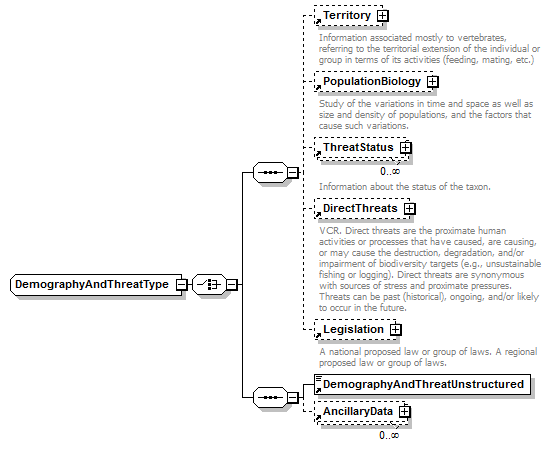 Territory
Information associated mostly to vertebrates,
referring to the territorial extension of the individual or
group in terms of its activities (feeding, mating, etc.)
PopulationBiology
Study of the variations in time and space as well as
size and density of populations, and the factors that
cause such variations.
ThreatStatus
0..∞
Information about the status of the taxon.
DirectThreats
VCR. Direct threats are the proximate human
activities or processes that have caused, are causing,
or may cause the destruction, degradation, and/or
impairment of biodiversity targets (e.g., unsustainable
fishing or logging). Direct threats are synonymous
with sources of stress and proximate pressures.
Threats can be past (historical), ongoing, and/or likely
to occur in the future.
DemographyAndThreatType
Legislation
A national proposed law or group of laws. A regional
proposed law or group of laws.
DemographyAndThreatUnstructured
AncillaryData
0..∞